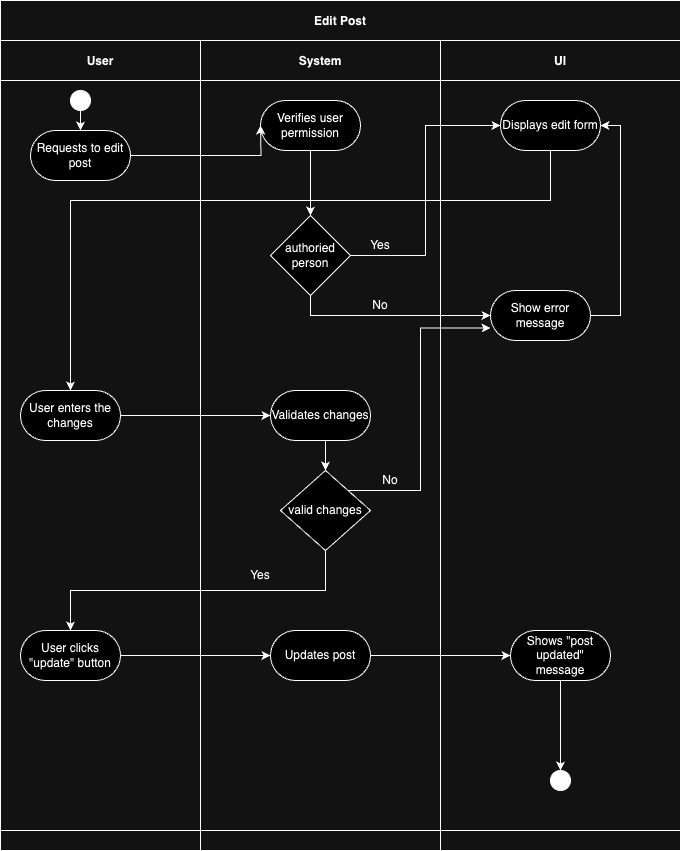 Edit Post
User
System
UI
Requests to edit
post
Verifies user
permission
Displays edit form
authoried
person
Yes
No
Show error
message
User enters the
changes
Validates changes
valid changes
No
Yes
User clicks
"update" button
Updates post
Shows "post
updated"
message